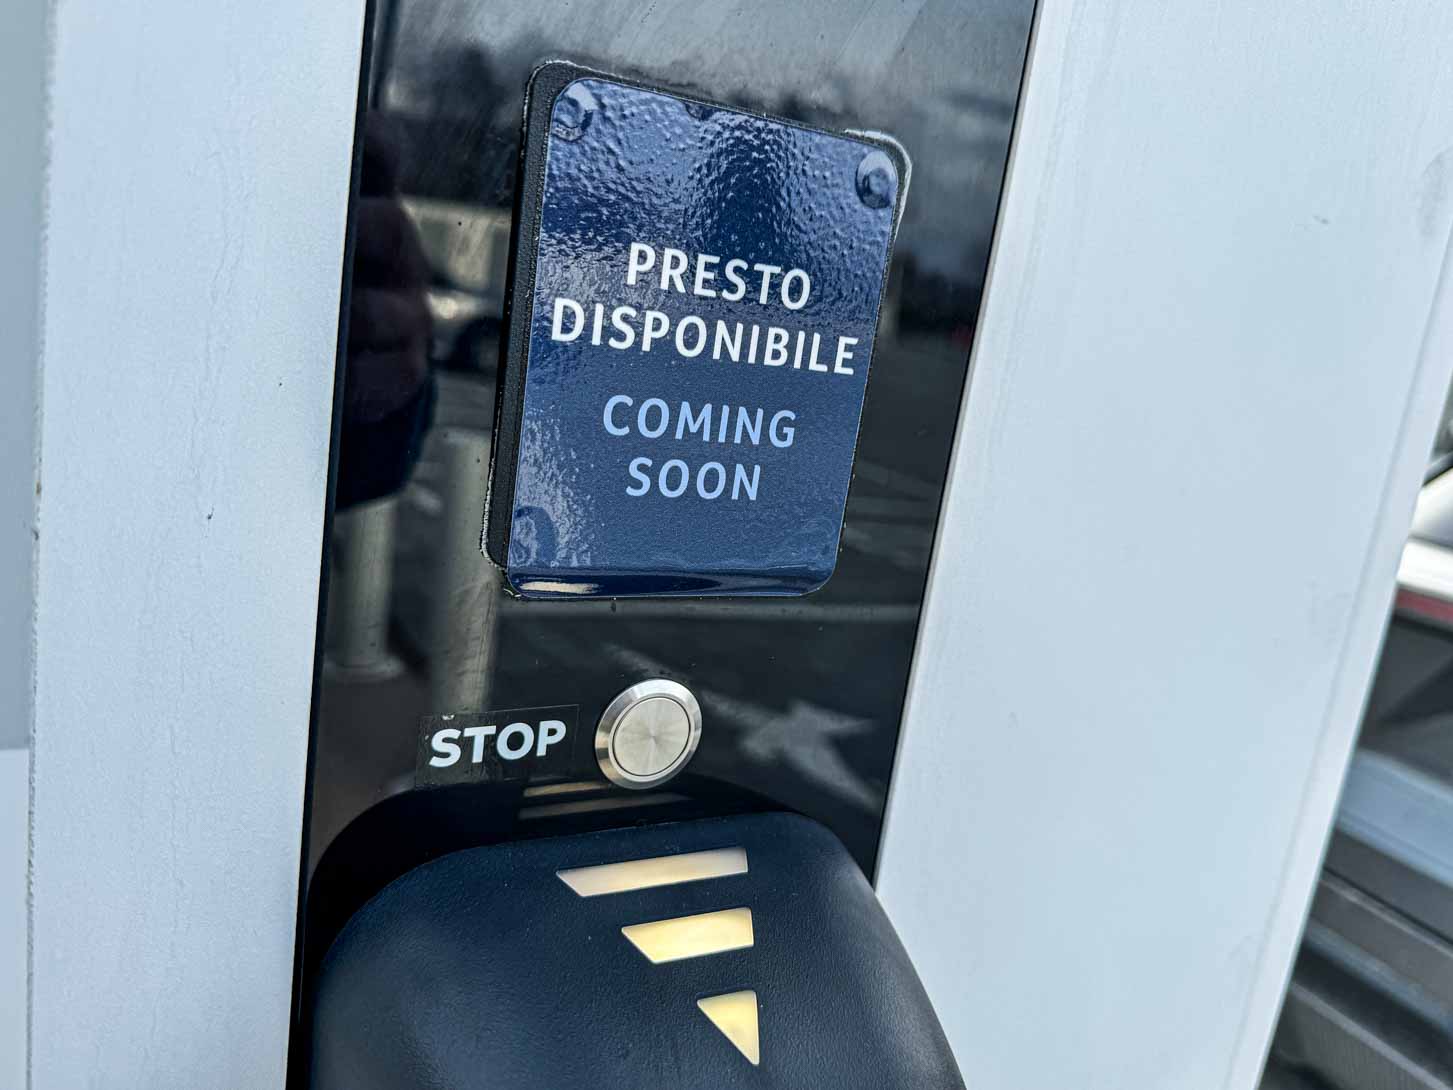 PRESTO
DISPONIBILE
COMING
SOON
STOP